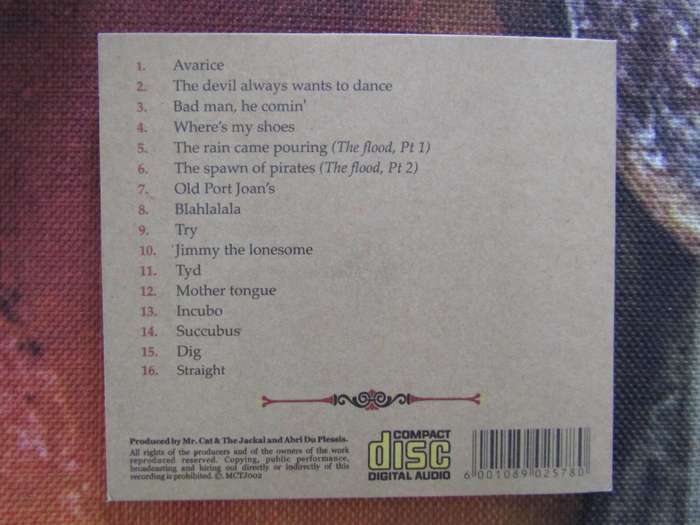 1. Avarice
2. The devil always wants to dance
3. Bad man, he comin'
4. Where's my shoes
5. The rain came pouring (The flood, Pt 1)
6. The spawn of pirates (The flood, Pt 2)
7. Old Port Joan's
8. Blahlalala
9. Try
10. Jimmy the lonesome
11. Tyd
12. Mother tongue
13. Incubo
14. Succubus
15. Dig
16. Straight
Produced by Mr. Cat & The Jackal and Abri Du Plessis.
All rights of the producers and of the owners of the work
reproduced reserved. Copying, public performance,
broadcasting and hiring out directly or indirectly of this
recording is prohibited. ℗. MCTJ002
COMPACT
disc
DIGITAL AUDIO
6 001089 025780